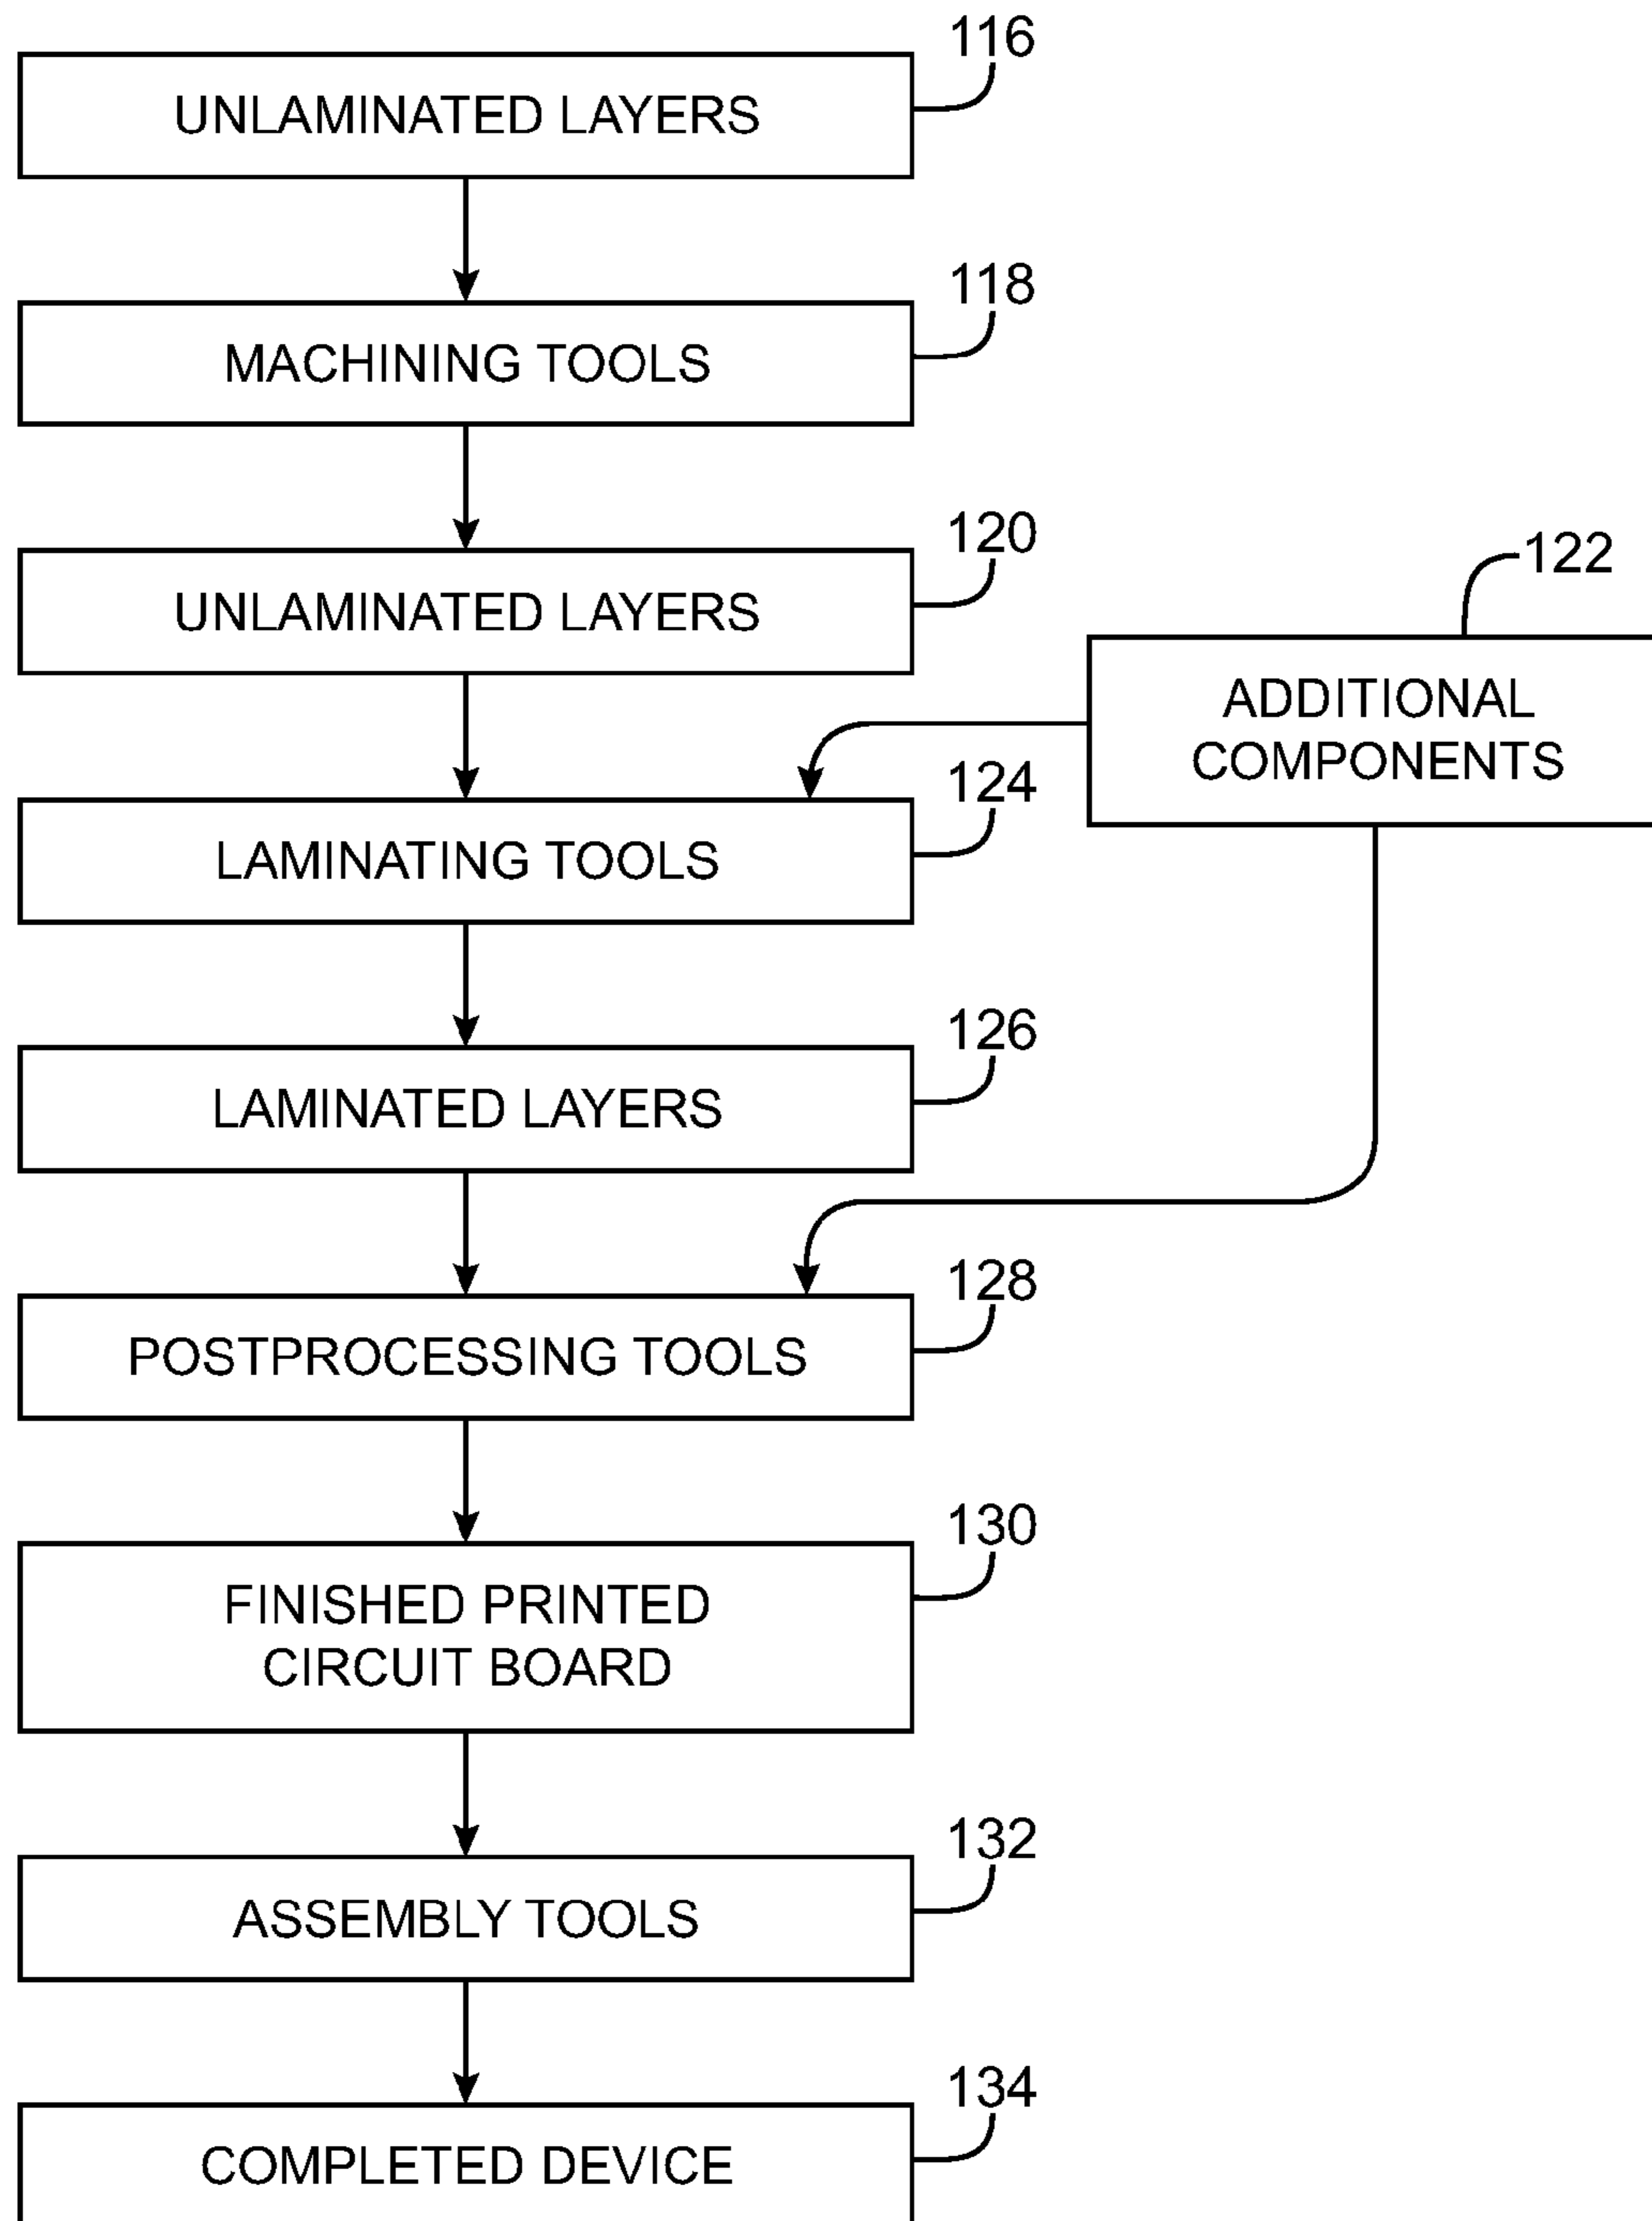 116
UNLAMINATED LAYERS
118
MACHINING TOOLS
120
UNLAMINATED LAYERS
122
ADDITIONAL
COMPONENTS
124
LAMINATING TOOLS
126
LAMINATED LAYERS
128
POSTPROCESSING TOOLS
130
FINISHED PRINTED
CIRCUIT BOARD
132
ASSEMBLY TOOLS
134
COMPLETED DEVICE